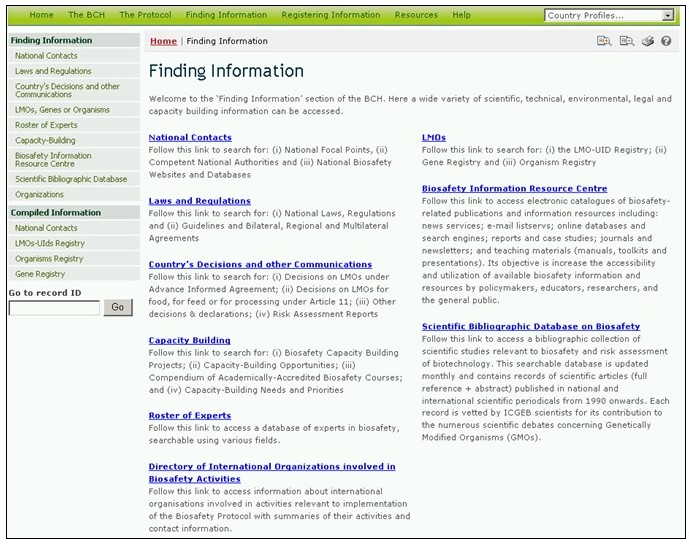 Home The BCH The Protocol Finding Information Registering Information Resources Help Country Profiles...
Finding Information
National Contacts
Laws and Regulations
Country's Decisions and other
Communications
LMOs, Genes or Organisms
Roster of Experts
Capacity-Building
Biosafety Information
Resource Centre
Scientific Bibliographic Database
Organizations
Compiled Information
National Contacts
LMOs-UIds Registry
Organisms Registry
Gene Registry
Go to record ID
Go
Home | Finding Information
Finding Information
Welcome to the 'Finding Information' section of the BCH. Here a wide variety of scientific, technical, environmental, legal and
capacity building information can be accessed.
National Contacts
Follow this link to search for: (i) National Focal Points, (ii)
Competent National Authorities and (iii) National Biosafety
Websites and Databases
Laws and Regulations
Follow this link to search for: (i) National Laws, Regulations
and (ii) Guidelines and Bilateral, Regional and Multilateral
Agreements
Country's Decisions and other Communications
Follow this link to search for: (i) Decisions on LMOs under
Advance Informed Agreement; (ii) Decisions on LMOs for
food, for feed or for processing under Article 11; (iii) Other
decisions & declarations; (iv) Risk Assessment Reports
Capacity Building
Follow this link to search for: (i) Biosafety Capacity Building
Projects; (ii) Capacity-Building Opportunities; (iii)
Compendium of Academically-Accredited Biosafety Courses;
and (iv) Capacity-Building Needs and Priorities
Roster of Experts
Follow this link to access a database of experts in biosafety,
searchable using various fields.
Directory of International Organizations involved in
Biosafety Activities
Follow this link to access information about international
organisations involved in activities relevant to implementation
of the Biosafety Protocol with summaries of their activities and
contact information.
LMOs
Follow this link to search for: (i) the LMO-UID Registry; (ii)
Gene Registry and (iii) Organism Registry
Biosafety Information Resource Centre
Follow this link to access electronic catalogues of biosafety-
related publications and information resources including:
news services; e-mail listservs; online databases and
search engines; reports and case studies; journals and
newsletters; and teaching materials (manuals, toolkits and
presentations). Its objective is increase the accessibility
and utilization of available biosafety information and
resources by policymakers, educators, researchers, and
the general public.
Scientific Bibliographic Database on Biosafety
Follow this link to access a bibliographic collection of
scientific studies relevant to biosafety and risk assessment
of biotechnology. This searchable database is updated
monthly and contains records of scientific articles (full
reference + abstract) published in national and
international scientific periodicals from 1990 onwards. Each
record is vetted by ICGEB scientists for its contribution to
the numerous scientific debates concerning Genetically
Modified Organisms (GMOs).